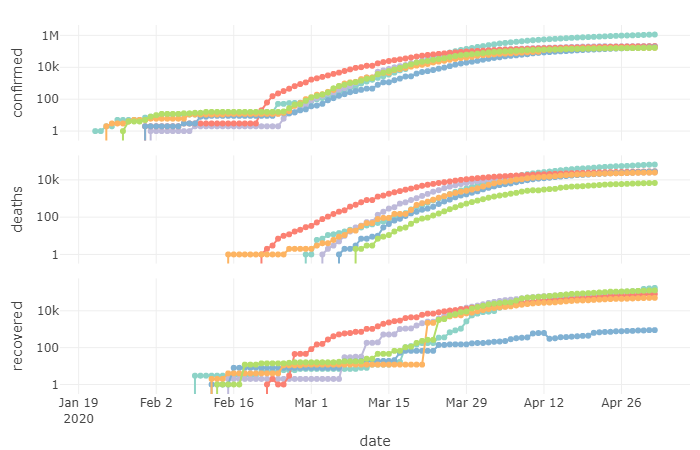 confirmed
1M
10k
100
1
deaths
10k
100
1
recovered
10k
100
1
Jan 19
2020
Feb 2
Feb 16
Mar 1
Mar 15
Mar 29
Apr 12
Apr 26
date